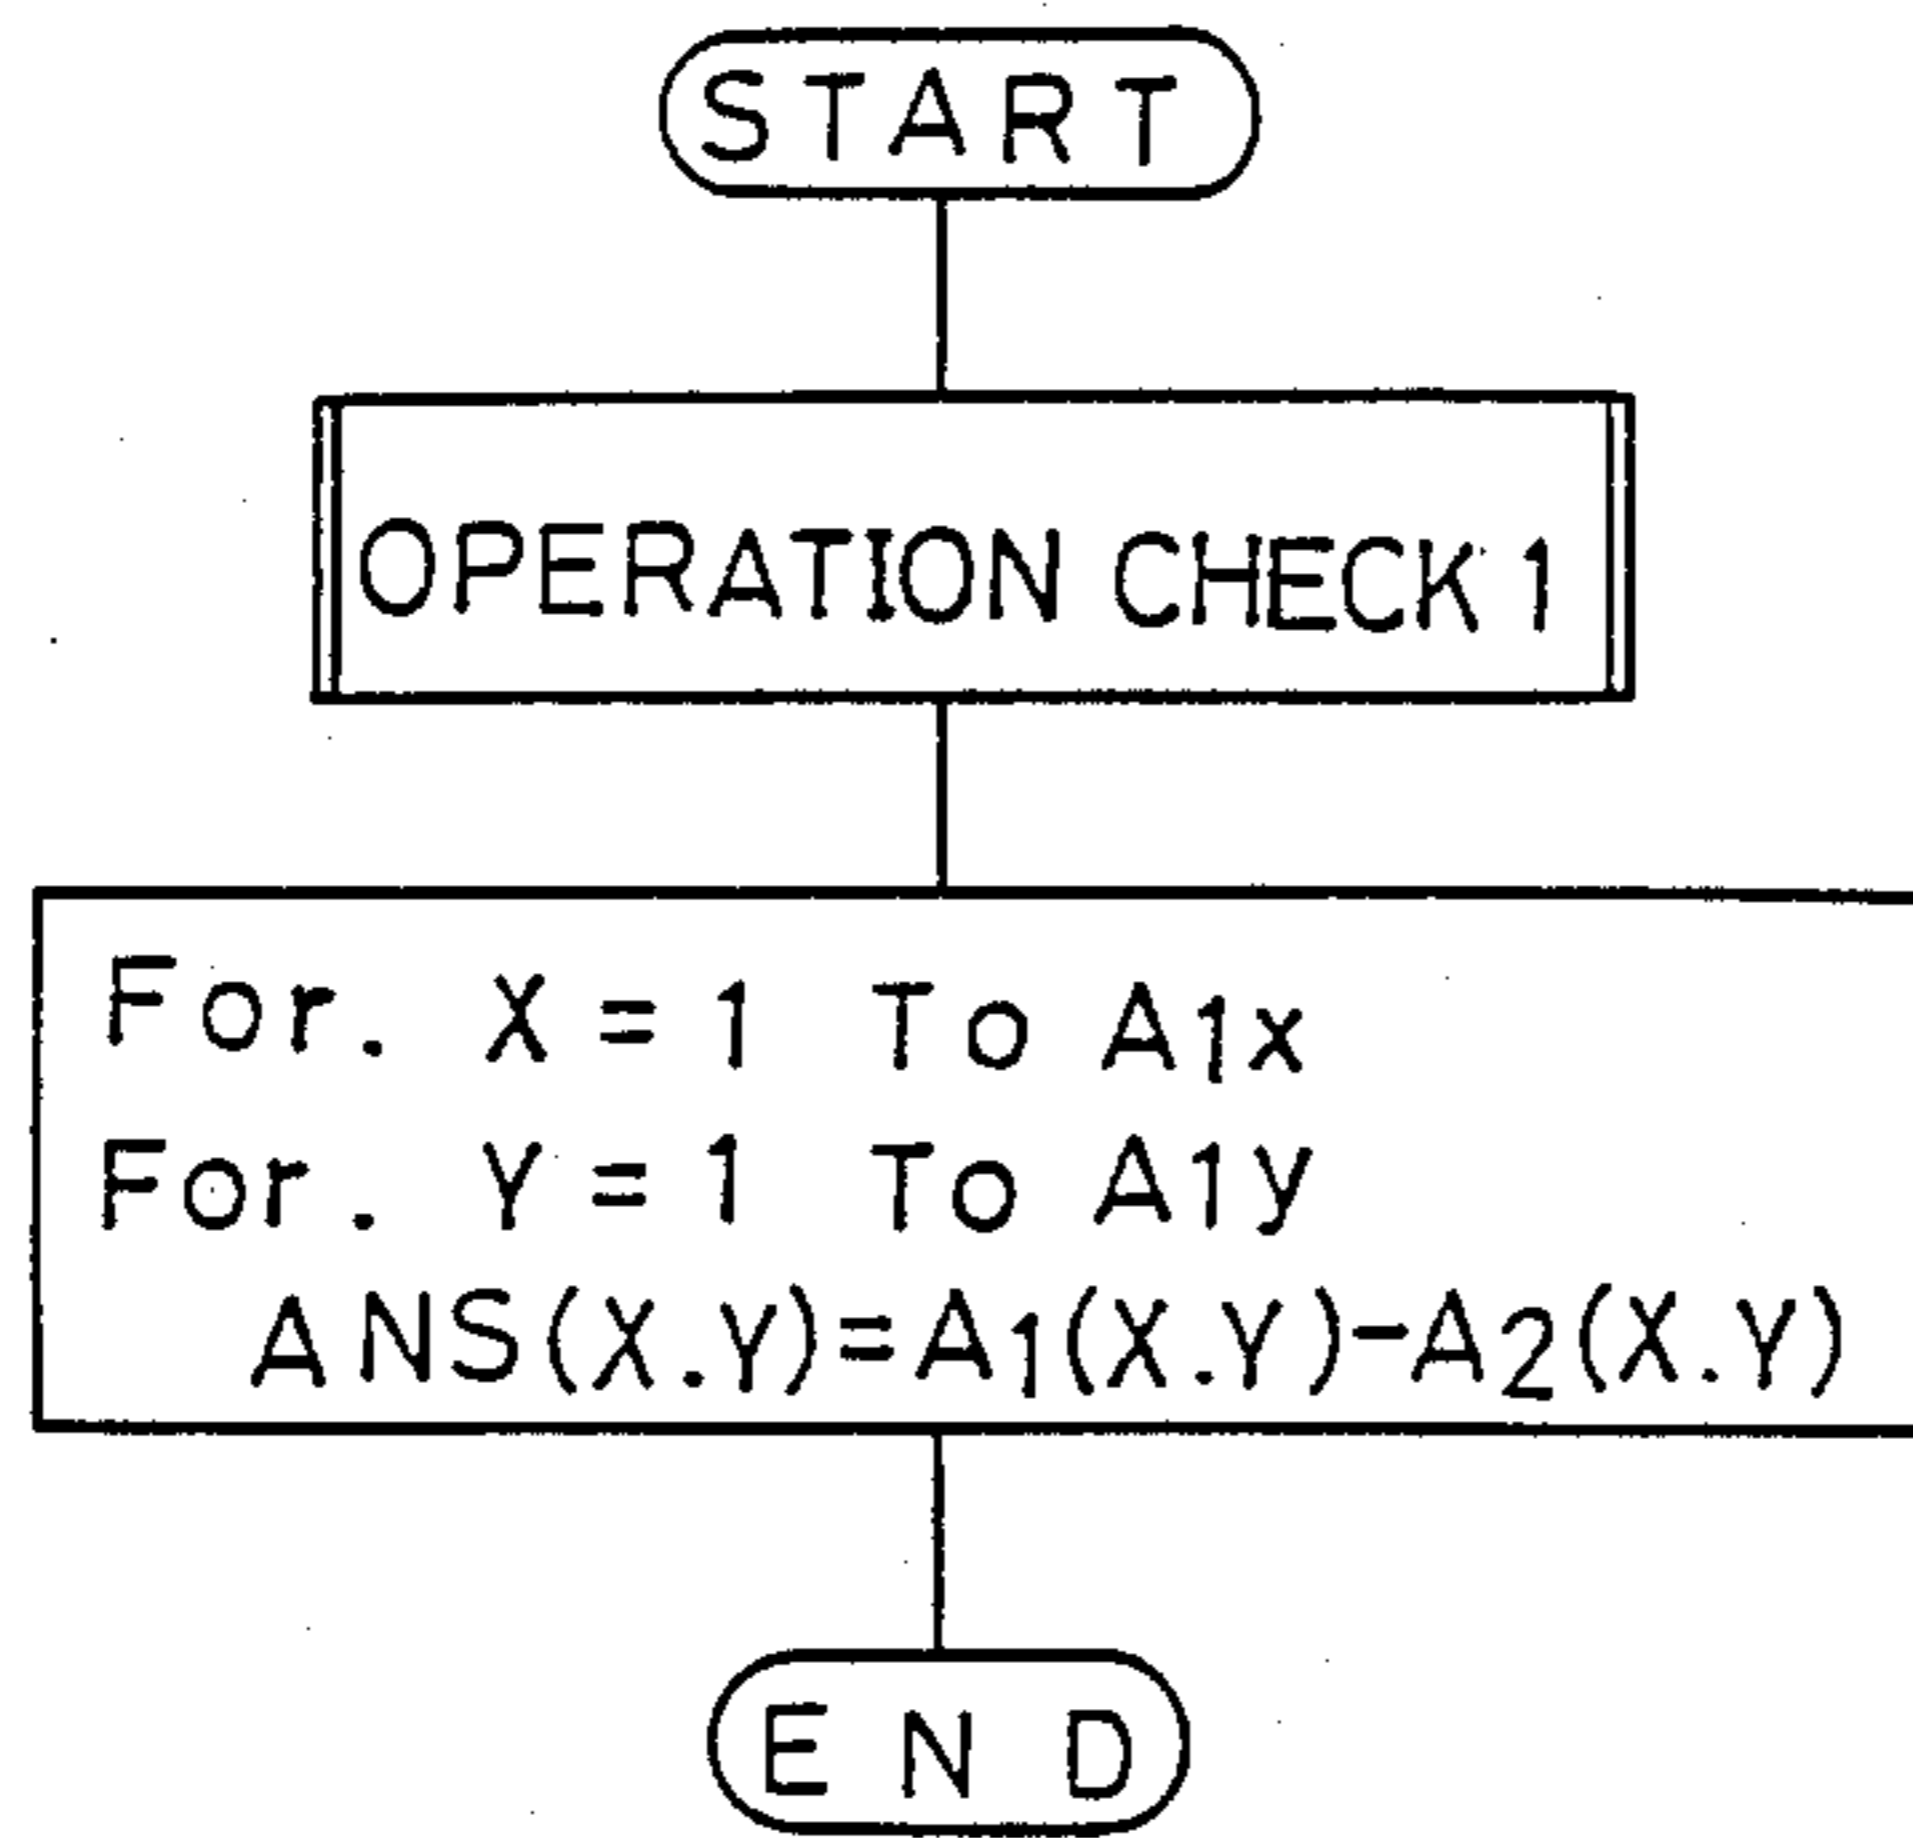 START
OPERATION CHECK 1
For. X = 1 To A1x
For. Y = 1 To A1y
ANS(X.Y)=A1(X.Y)-A2(X.Y)
END